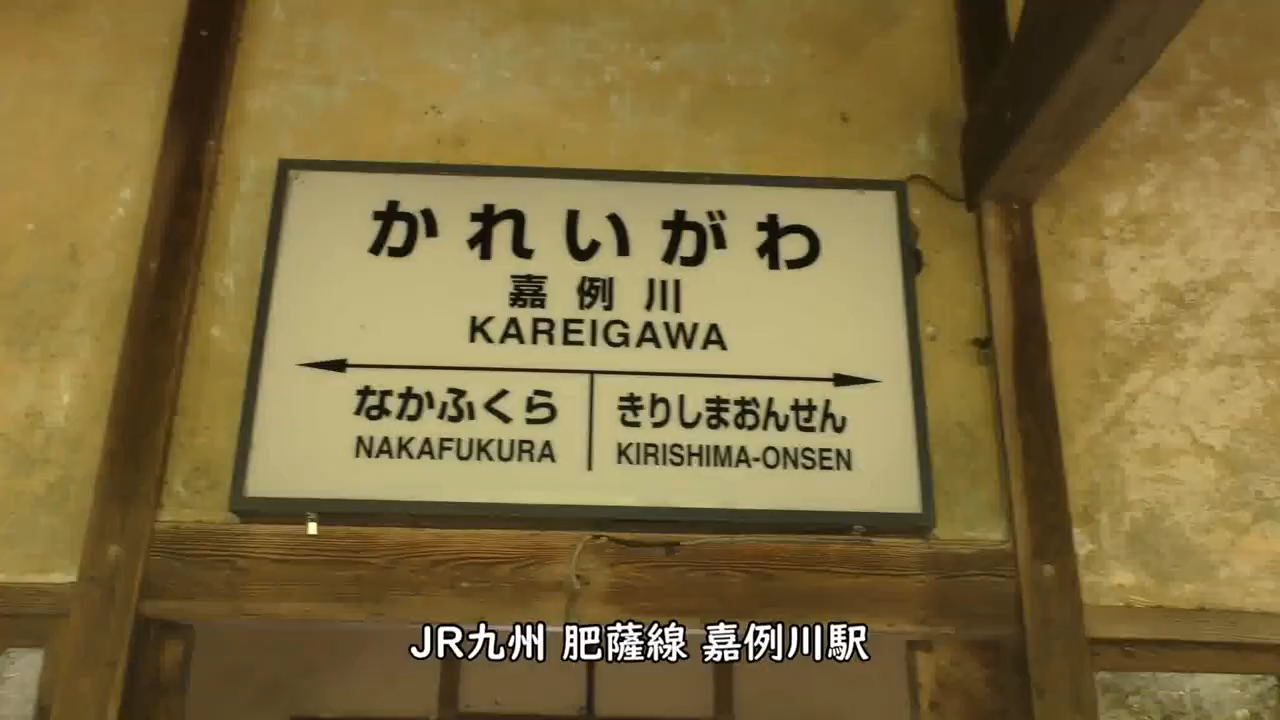 かれいがわ
嘉例川
KAREIGAWA
なかふくら
NAKAFUKURA
きりしまおんせん
KIRISHIMA-ONSEN
JR九州 肥薩線 嘉例川駅